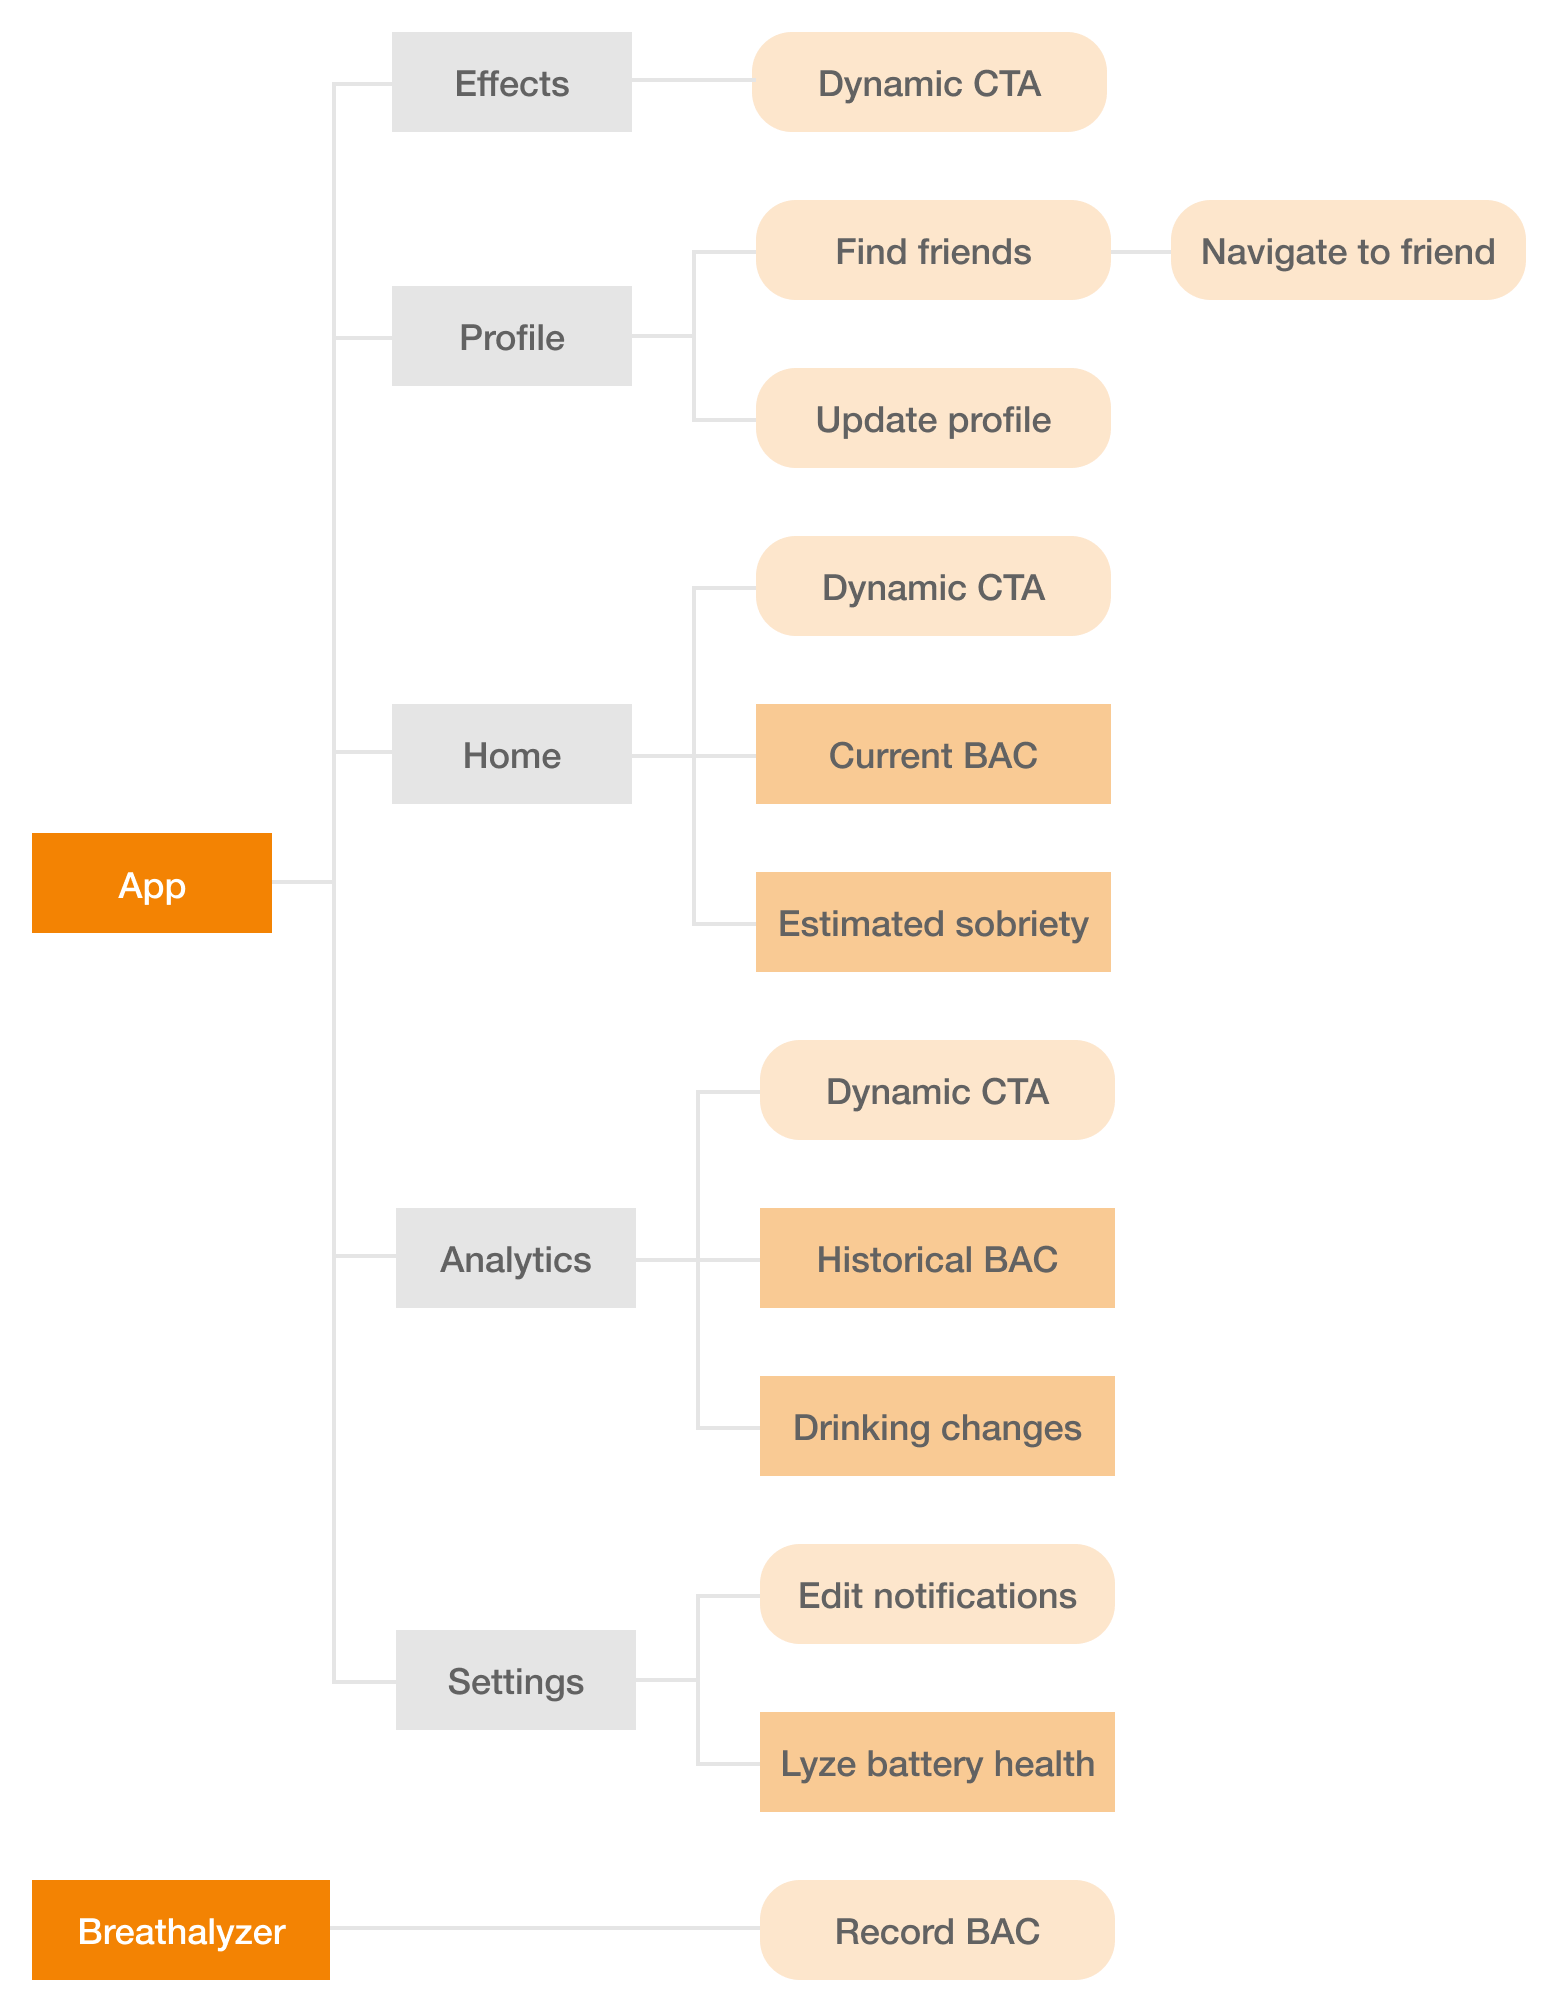 Effects
Dynamic CTA
Find friends
Navigate to friend
Profile
Update profile
Dynamic CTA
Home
Current BAC
App
Estimated sobriety
Dynamic CTA
Analytics
Historical BAC
Drinking changes
Edit notifications
Settings
Lyze battery health
Breathalyzer
Record BAC